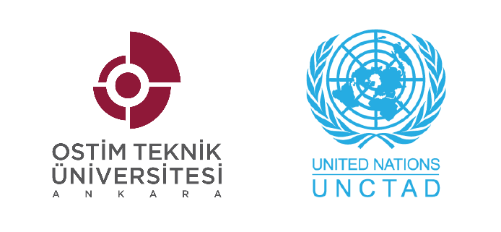 OSTİM TEKNİK
ÜNİVERSİTESİ
ANKARA
UNITED NATIONS
UNCTAD